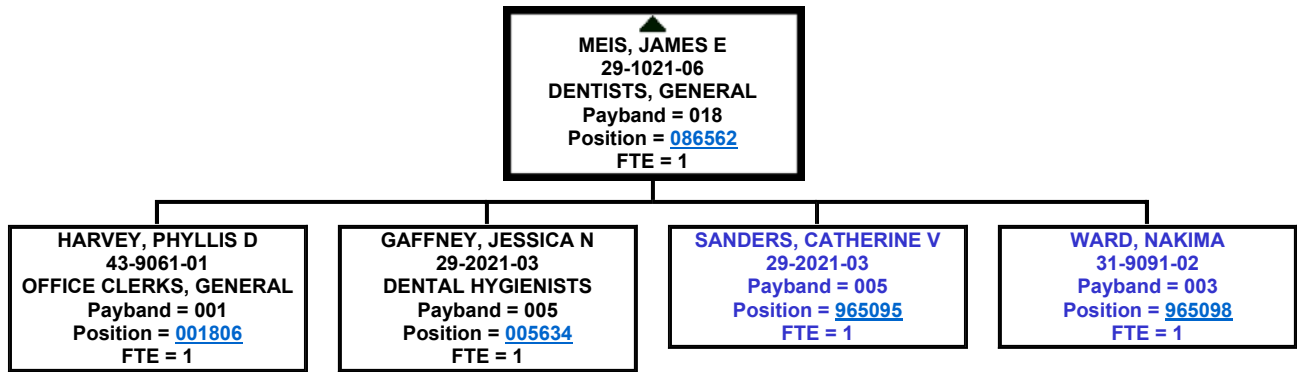 MEIS, JAMES E
29-1021-06
DENTISTS, GENERAL
Payband = 018
Position = 086562
FTE = 1
HARVEY, PHYLLIS D
43-9061-01
OFFICE CLERKS, GENERAL
Payband = 001
Position = 001806
FTE = 1
GAFFNEY, JESSICA N
29-2021-03
DENTAL HYGIENISTS
Payband = 005
Position = 005634
FTE = 1
SANDERS, CATHERINE V
29-2021-03
Payband = 005
Position = 965095
FTE = 1
WARD, NAKIMA
31-9091-02
Payband = 003
Position = 965098
FTE = 1